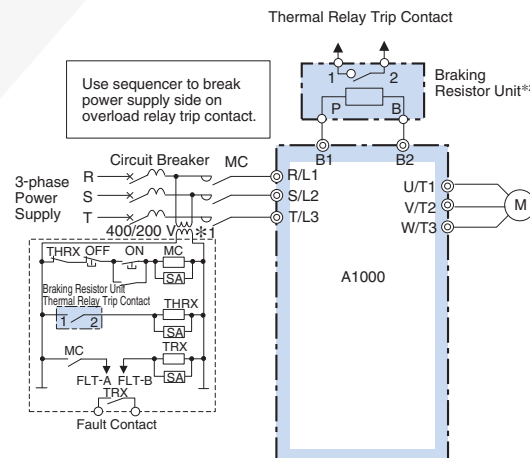 Thermal Relay Trip Contact
1 2
Braking
Resistor Unit*
P B
Use sequencer to break
power supply side on
overload relay trip contact.
B1 B2
Circuit Breaker MC
3-phase
Power
Supply
R
S
T
R/L1
S/L2
T/L3
U/T1
V/T2
W/T3
M
A1000
400/200 V *1
THRX OFF ON MC
SA
Braking Resistor Unit
Thermal Relay Trip Contact
1 2
THRX
SA
MC
TRX
SA
FLT-A FLT-B
TRX
Fault Contact